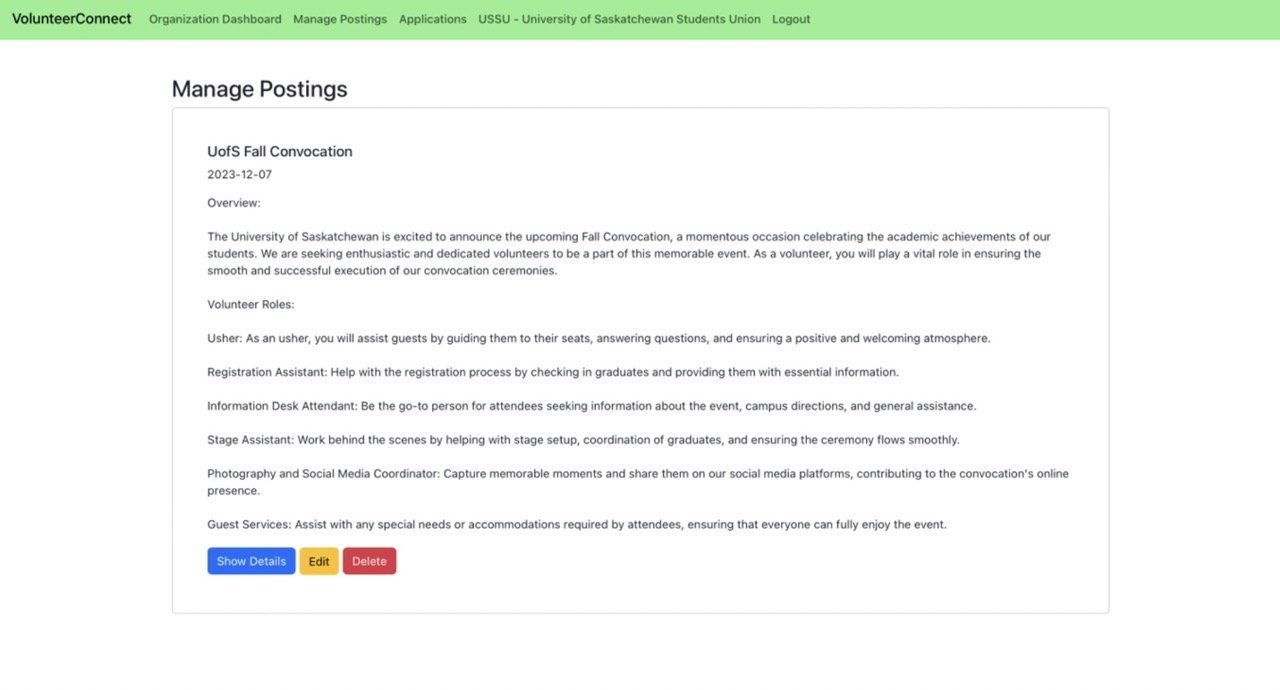 VolunteerConnect Organization Dashboard Manage Postings Applications USSU - University of Saskatchewan Students Union Logout
Manage Postings
UofS Fall Convocation
2023-12-07
Overview:
The University of Saskatchewan is excited to announce the upcoming Fall Convocation, a momentous occasion celebrating the academic achievements of our
students. We are seeking enthusiastic and dedicated volunteers to be a part of this memorable event. As a volunteer, you will play a vital role in ensuring the
smooth and successful execution of our convocation ceremonies.
Volunteer Roles:
Usher: As an usher, you will assist guests by guiding them to their seats, answering questions, and ensuring a positive and welcoming atmosphere.
Registration Assistant: Help with the registration process by checking in graduates and providing them with essential information.
Information Desk Attendant: Be the go-to person for attendees seeking information about the event, campus directions, and general assistance.
Stage Assistant: Work behind the scenes by helping with stage setup, coordination of graduates, and ensuring the ceremony flows smoothly.
Photography and Social Media Coordinator: Capture memorable moments and share them on our social media platforms, contributing to the convocation's online
presence.
Guest Services: Assist with any special needs or accommodations required by attendees, ensuring that everyone can fully enjoy the event.
Show Details Edit Delete